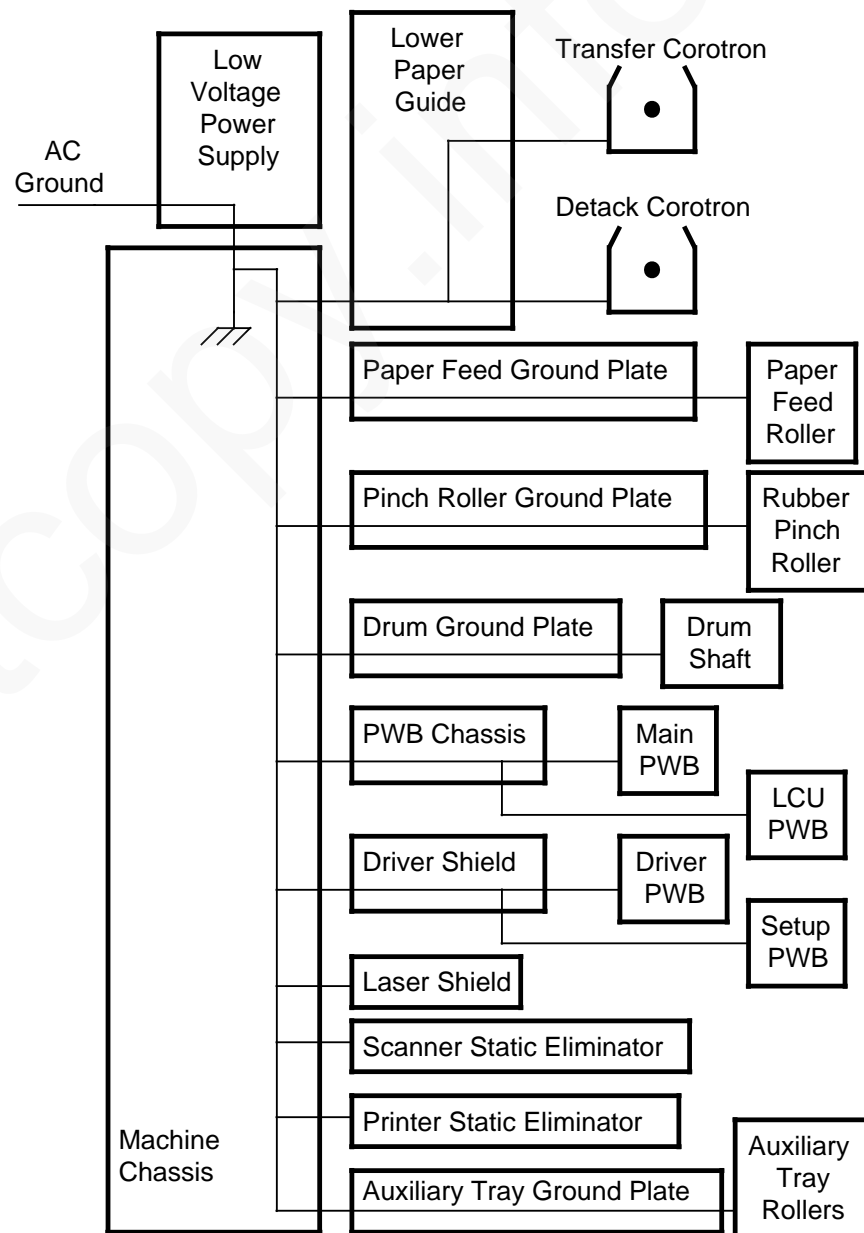 Low
Voltage
Power
Supply
Lower
Paper
Guide
Transfer Corotron
AC
Ground
Detack Corotron
Paper Feed Ground Plate
Paper
Feed
Roller
Pinch Roller Ground Plate
Rubber
Pinch
Roller
Drum Ground Plate
Drum
Shaft
PWB Chassis
Main
PWB
LCU
PWB
Driver Shield
Driver
PWB
Setup
PWB
Laser Shield
Scanner Static Eliminator
Printer Static Eliminator
Machine
Chassis
Auxiliary Tray Ground Plate
Auxiliary
Tray
Rollers